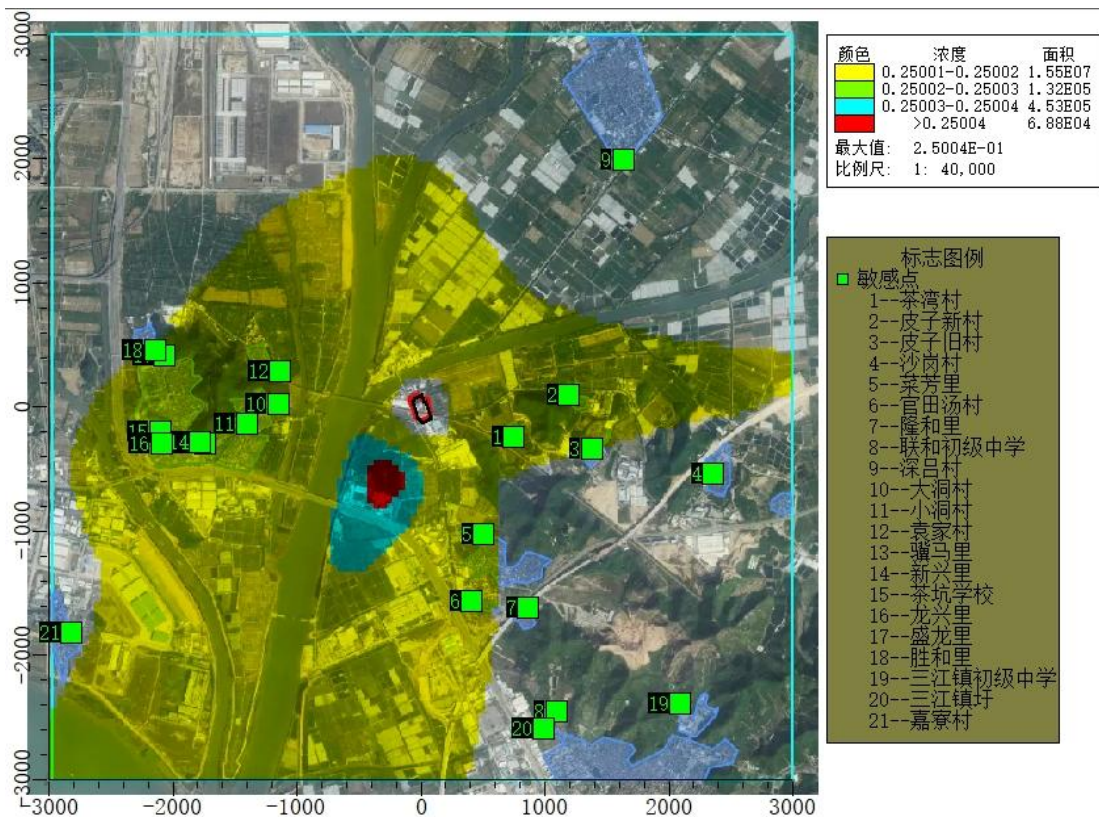 颜色 浓度 面积
0.25001-0.25002 1.55E07
0.25002-0.25003 1.32E05
0.25003-0.25004 4.53E05
>0.25004 6.88E04
最大值: 2.5004E-01
比例尺: 1: 40,000
标志图例
敏感点
1--茶湾村
2--皮子新村
3--皮子旧村
4--沙岗村
5--菜芳里
6--官田汤村
7--隆和里
8--联和初级中学
9--深吕村
10--大洞村
11--小洞村
12--袁家村
13--骥马里
14--新兴里
15--茶坑学校
16--龙兴里
17--盛龙里
18--胜和里
19--三江镇初级中学
20--三江镇圩
21--嘉寮村
3000
2000
1000
0
-1000
-2000
-3000
-3000 -2000 -1000 0 1000 2000 3000
9
18
12
10
11
15
16
14
2
1
3
4
5
6
7
21
8
20
19